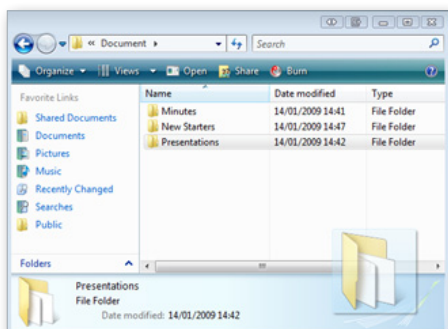 « Document ▸
Search
Organize Views Open Share Burn
Favorite Links
Name Date modified Type
Shared Documents
Documents
Pictures
Music
Recently Changed
Searches
Public
Minutes 14/01/2009 14:41 File Folder
New Starters 14/01/2009 14:47 File Folder
Presentations 14/01/2009 14:42 File Folder
Folders
Presentations
File Folder
Date modified: 14/01/2009 14:42